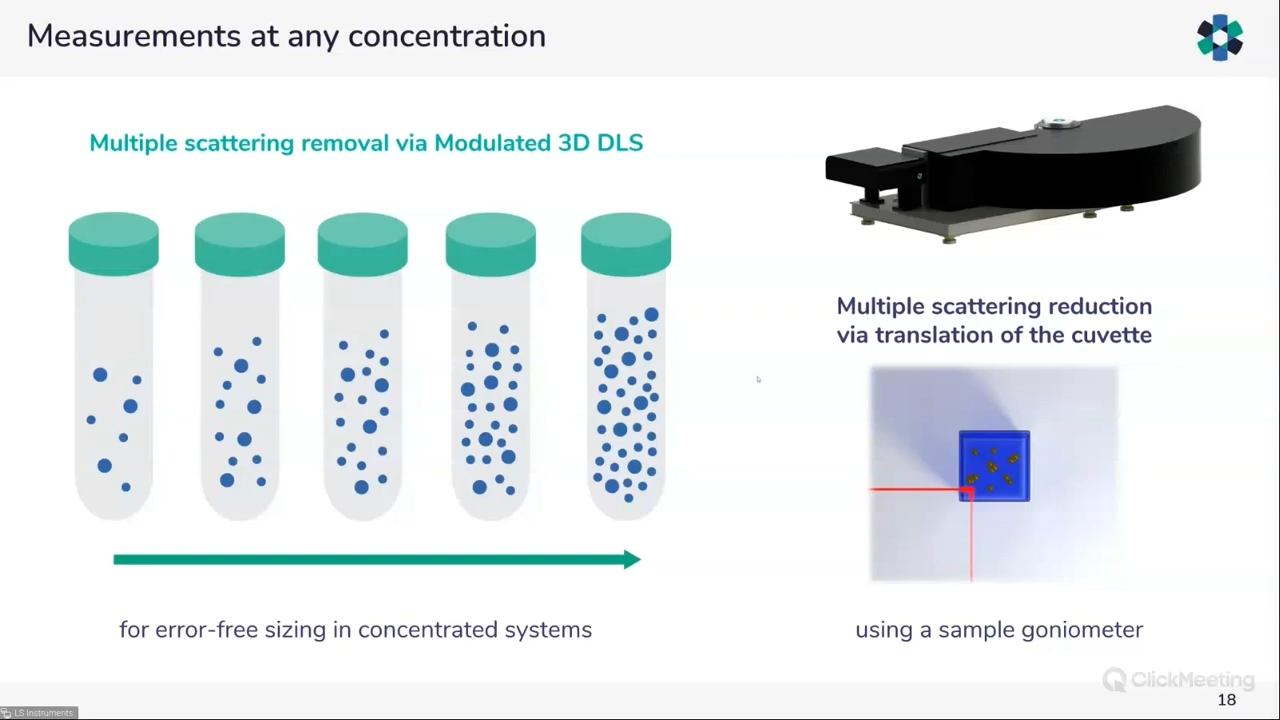 Measurements at any concentration
Multiple scattering removal via Modulated 3D DLS
Multiple scattering reduction
via translation of the cuvette
for error-free sizing in concentrated systems
using a sample goniometer
ClickMeeting
18
LS Instruments